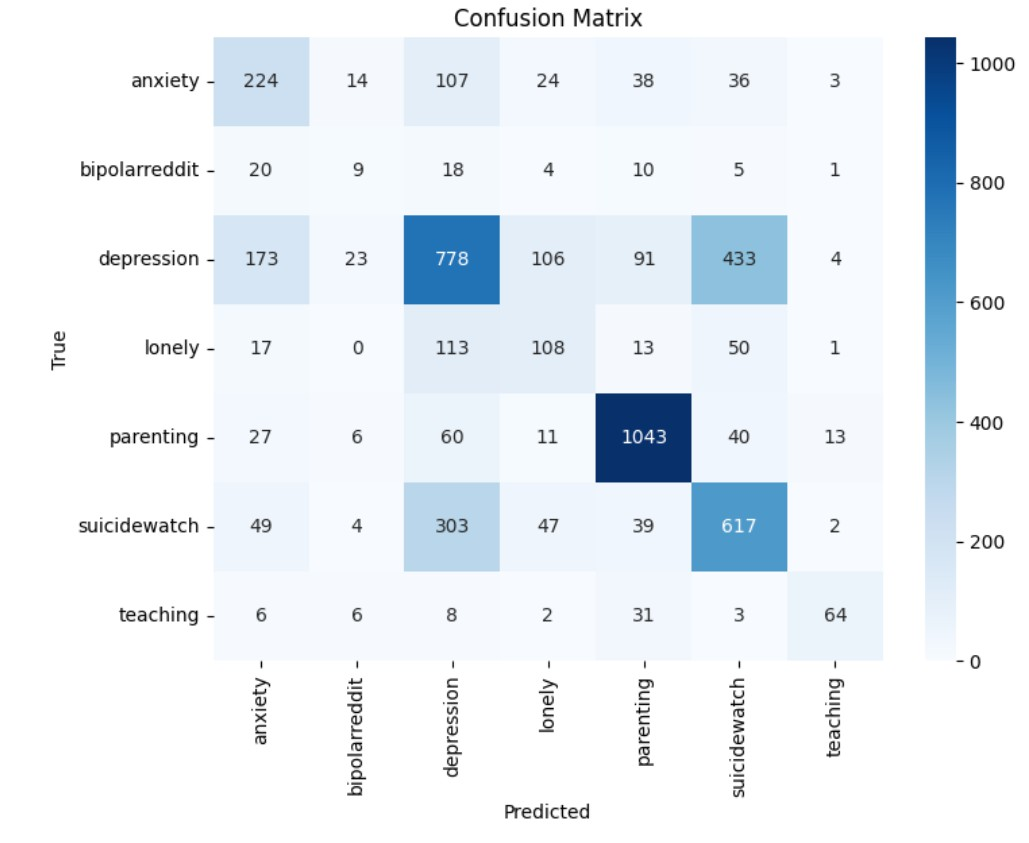 Confusion Matrix
anxiety 224 14 107 24 38 36 3
bipolarreddit 20 9 18 4 10 5 1
depression 173 23 778 106 91 433 4
lonely 17 0 113 108 13 50 1
parenting 27 6 60 11 1043 40 13
suicidewatch 49 4 303 47 39 617 2
teaching 6 6 8 2 31 3 64
True
anxiety bipolarreddit depression lonely parenting suicidewatch teaching
Predicted
1000
800
600
400
200
0